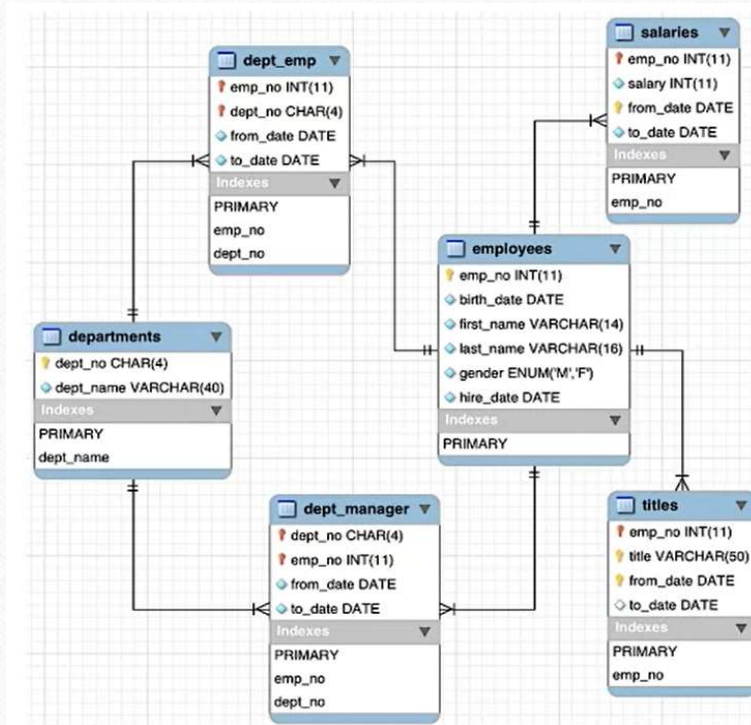 dept_emp
emp_no INT(11)
dept_no CHAR(4)
from_date DATE
to_date DATE
Indexes
PRIMARY
emp_no
dept_no
salaries
emp_no INT(11)
salary INT(11)
from_date DATE
to_date DATE
Indexes
PRIMARY
emp_no
employees
emp_no INT(11)
birth_date DATE
first_name VARCHAR(14)
last_name VARCHAR(16)
gender ENUM('M','F')
hire_date DATE
Indexes
PRIMARY
departments
dept_no CHAR(4)
dept_name VARCHAR(40)
Indexes
PRIMARY
dept_name
dept_manager
dept_no CHAR(4)
emp_no INT(11)
from_date DATE
to_date DATE
Indexes
PRIMARY
emp_no
dept_no
titles
emp_no INT(11)
title VARCHAR(50)
from_date DATE
to_date DATE
Indexes
PRIMARY
emp_no